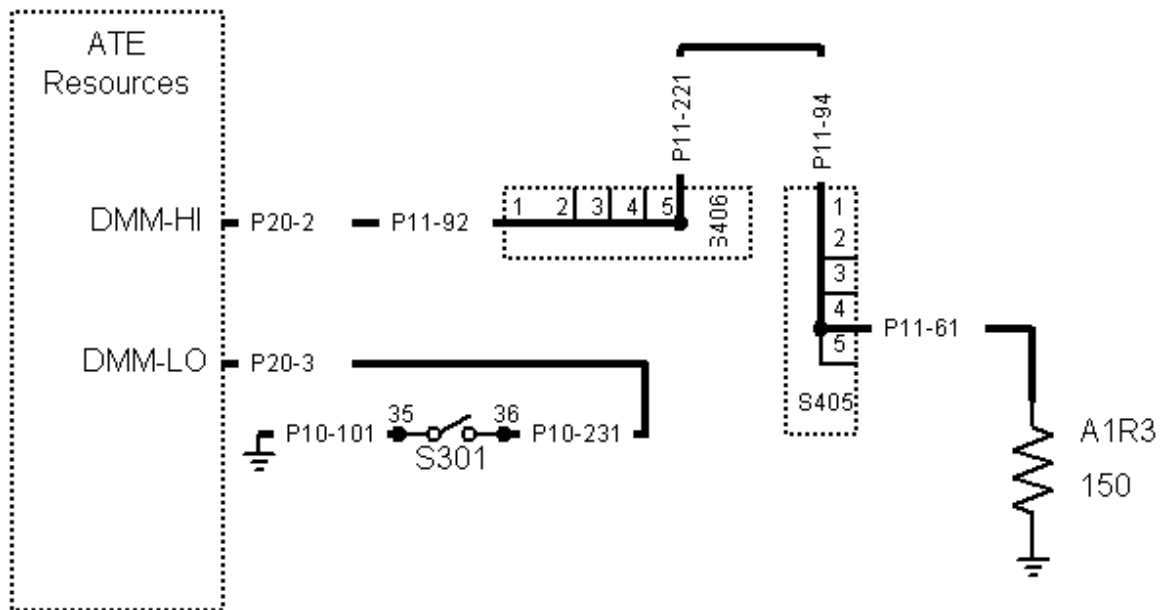 ATE
Resources
DMM-HI
P20-2
P11-92
1 2 3 4 5
S406
P11-221
P11-94
1
2
3
4
5
S405
P11-61
DMM-LO
P20-3
P10-101
35
36
P10-231
S301
A1R3
150